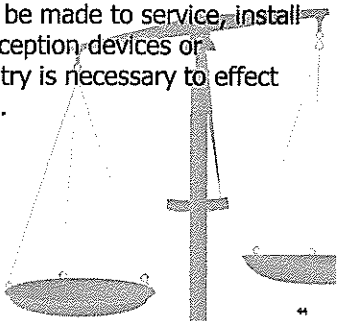 be made to service, install
ception devices or
try is necessary to effect
.
44